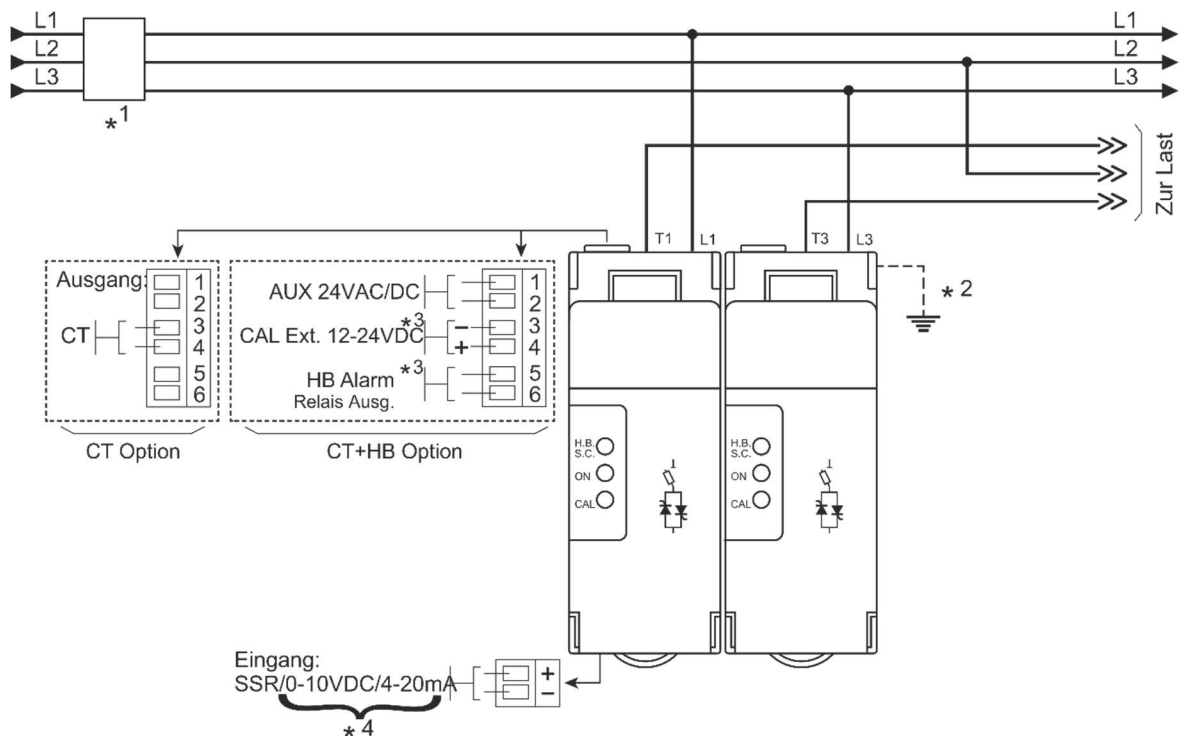 L1
L2
L3
L1
L2
L3
*1
Zur Last
T1
L1
T3
L3
*2
Ausgang:
1
2
3
4
5
6
CT
CT Option
AUX 24VAC/DC
CAL Ext. 12-24VDC *3
HB Alarm *3
Relais Ausg.
1
2
- 3
+ 4
5
6
CT+HB Option
H.B.
S.C.
ON
CAL
H.B.
S.C.
ON
CAL
Eingang:
SSR/0-10VDC/4-20mA
+
-
*4